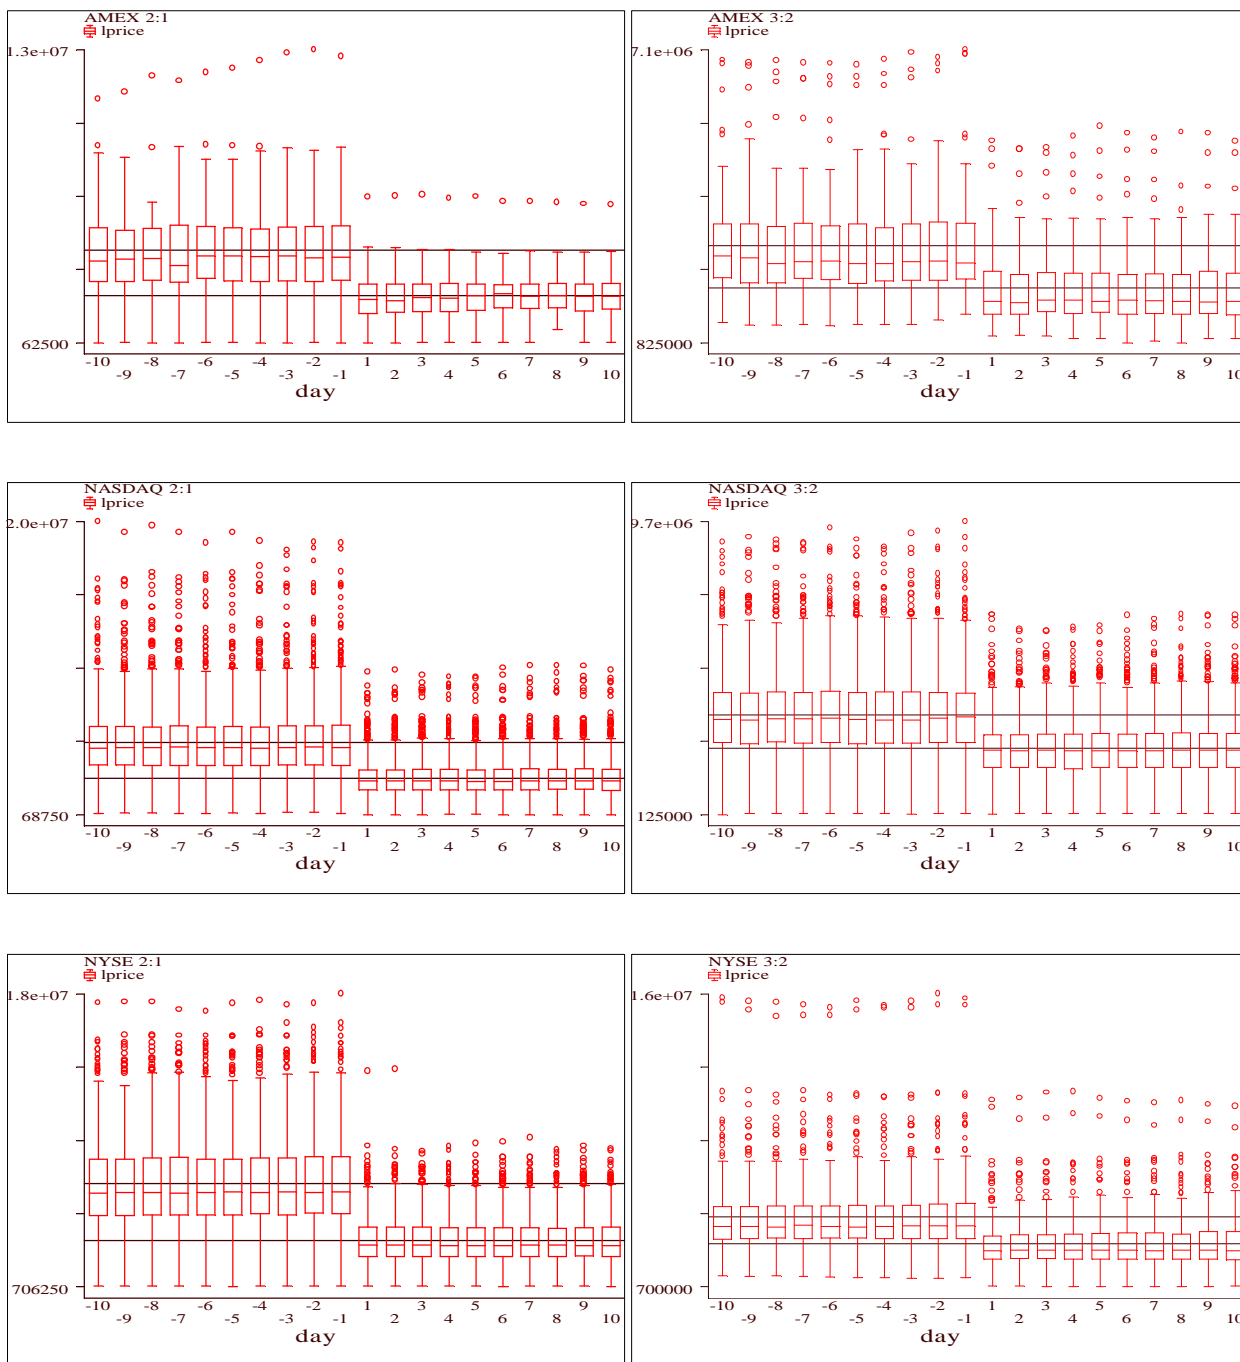 AMEX 2:1
lprice
1.3e+07
62500
-10 -8 -6 -4 -2 1 3 5 7 9
-9 -7 -5 -3 -1 2 4 6 8 10
day
AMEX 3:2
lprice
7.1e+06
825000
-10 -8 -6 -4 -2 1 3 5 7 9
-9 -7 -5 -3 -1 2 4 6 8 10
day
NASDAQ 2:1
lprice
2.0e+07
68750
-10 -8 -6 -4 -2 1 3 5 7 9
-9 -7 -5 -3 -1 2 4 6 8 10
day
NASDAQ 3:2
lprice
9.7e+06
125000
-10 -8 -6 -4 -2 1 3 5 7 9
-9 -7 -5 -3 -1 2 4 6 8 10
day
NYSE 2:1
lprice
1.8e+07
706250
-10 -8 -6 -4 -2 1 3 5 7 9
-9 -7 -5 -3 -1 2 4 6 8 10
day
NYSE 3:2
lprice
1.6e+07
700000
-10 -8 -6 -4 -2 1 3 5 7 9
-9 -7 -5 -3 -1 2 4 6 8 10
day